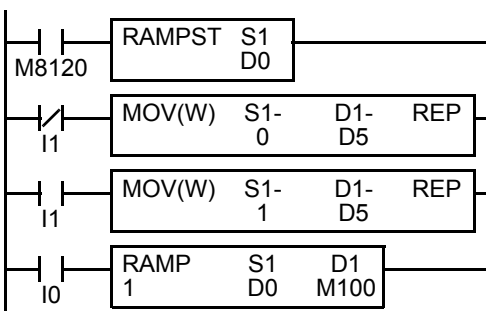 RAMPST S1
D0
M8120
MOV(W) S1- D1- REP
0 D5
I1
MOV(W) S1- D1- REP
1 D5
I1
RAMP S1 D1
1 D0 M100
I0